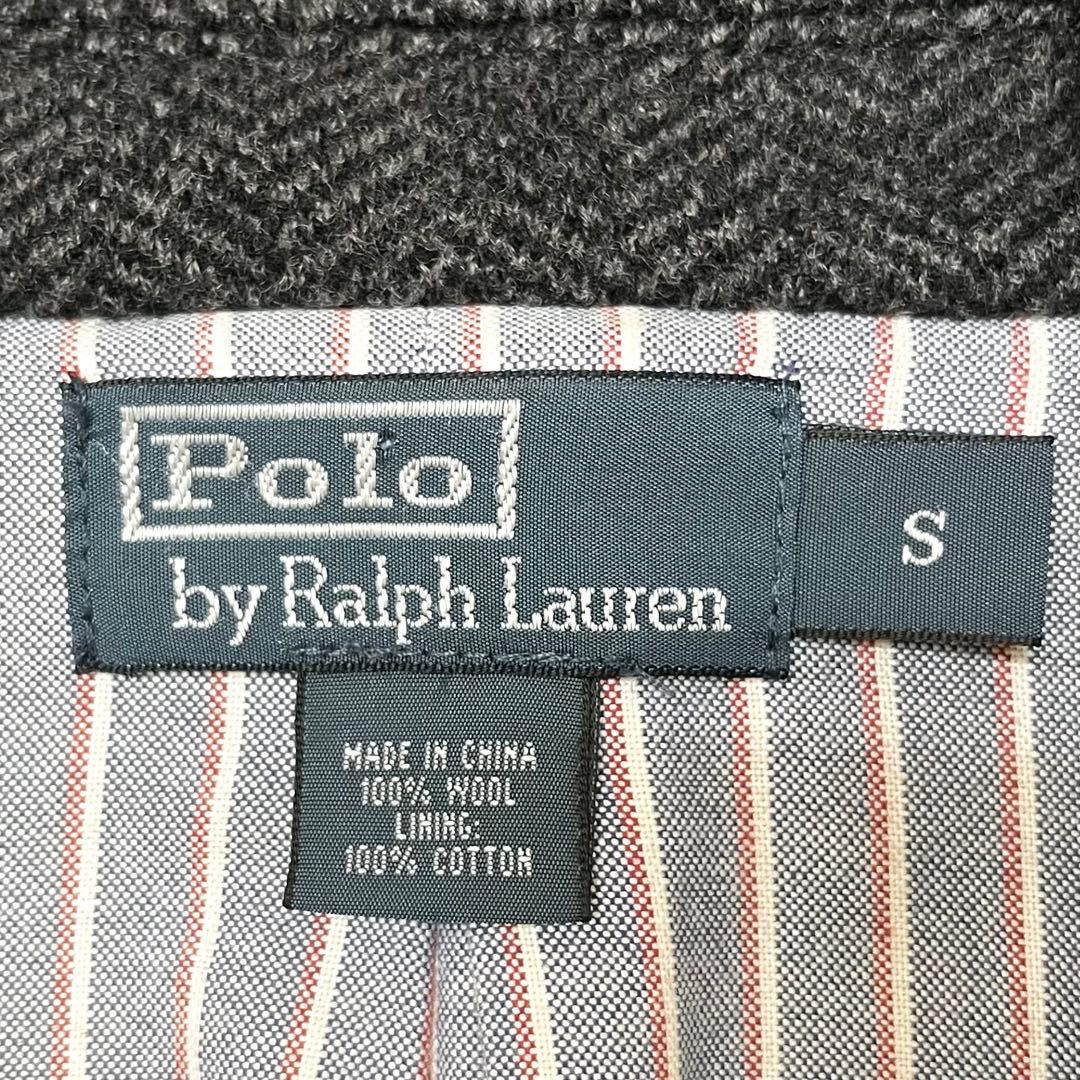 Polo
by Ralph Lauren
S
MADE IN CHINA
100% WOOL
LINING:
100% COTTON